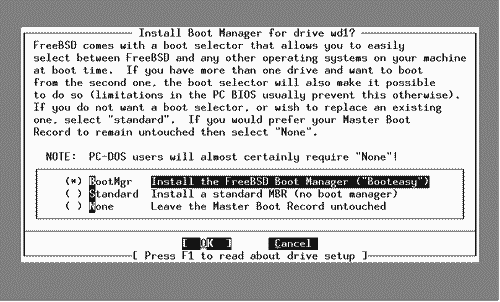 Install Boot Manager for drive wd1?
FreeBSD comes with a boot selector that allows you to easily
select between FreeBSD and any other operating systems on your machine
at boot time.  If you have more than one drive and want to boot
from the second one, the boot selector will also make it possible
to do so (limitations in the PC BIOS usually prevent this otherwise).
If you do not want a boot selector, or wish to replace an existing
one, select "standard".  If you would prefer your Master Boot
Record to remain untouched then select "None".
NOTE:  PC-DOS users will almost certainly require "None"!
(*) BootMgr   Install the FreeBSD Boot Manager ("Booteasy")
( ) Standard  Install a standard MBR (no boot manager)
( ) None      Leave the Master Boot Record untouched
[ OK ]     Cancel
[ Press F1 to read about drive setup ]